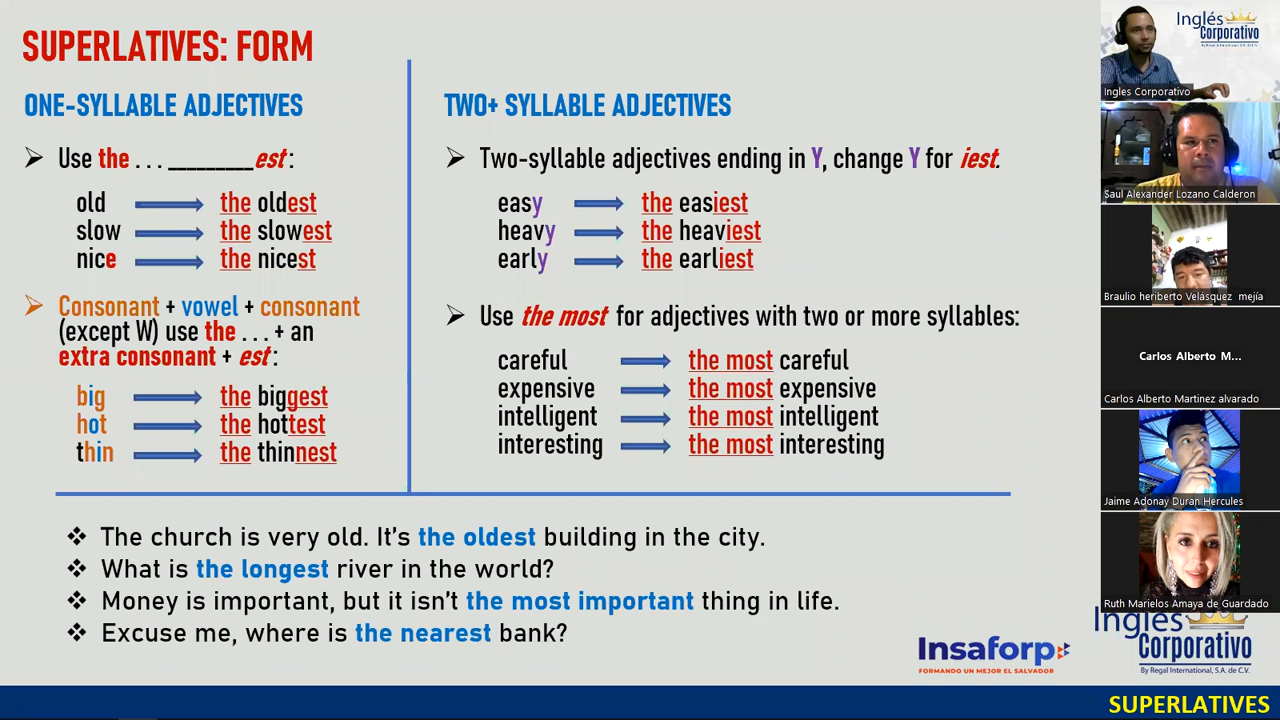 SUPERLATIVES: FORM
ONE-SYLLABLE ADJECTIVES
Use the . . . _________est:
old the oldest
slow the slowest
nice the nicest
Consonant + vowel + consonant
(except W) use the . . . + an
extra consonant + est:
big the biggest
hot the hottest
thin the thinnest
TWO+ SYLLABLE ADJECTIVES
Two-syllable adjectives ending in Y, change Y for iest.
easy the easiest
heavy the heaviest
early the earliest
Use the most for adjectives with two or more syllables:
careful the most careful
expensive the most expensive
intelligent the most intelligent
interesting the most interesting
The church is very old. It's the oldest building in the city.
What is the longest river in the world?
Money is important, but it isn't the most important thing in life.
Excuse me, where is the nearest bank?
Insaforp
FORMANDO UN MEJOR EL SALVADOR
Inglés
Corporativo
By Regal International, S.A. de C.V.
SUPERLATIVES
Inglés
Corporativo
By Regal International, S.A. de C.V.
Ingles Corporativo
Saul Alexander Lozano Calderon
Braulio heriberto Velásquez mejía
Carlos Alberto M...
Carlos Alberto Martinez alvarado
Jaime Adonay Duran Hercules
Ruth Marielos Amaya de Guardado